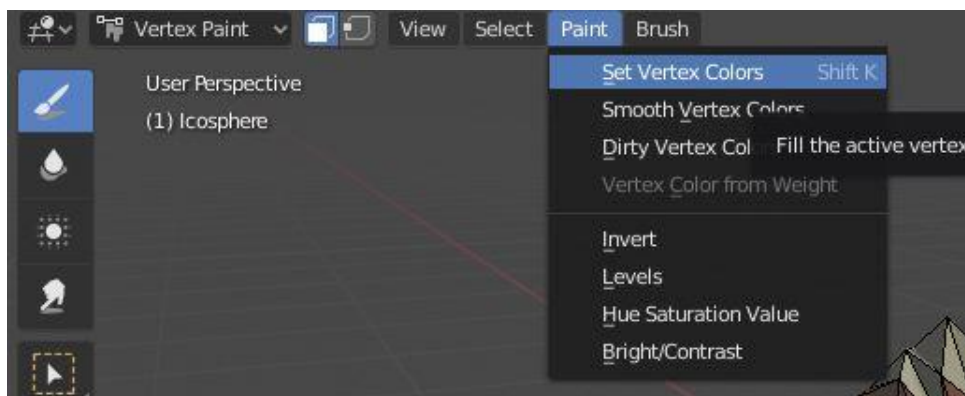 Vertex Paint View Select Paint Brush
User Perspective
(1) Icosphere
Set Vertex Colors Shift K
Smooth Vertex Colors
Dirty Vertex Col
Fill the active vertex
Vertex Color from Weight
Invert
Levels
Hue Saturation Value
Bright/Contrast